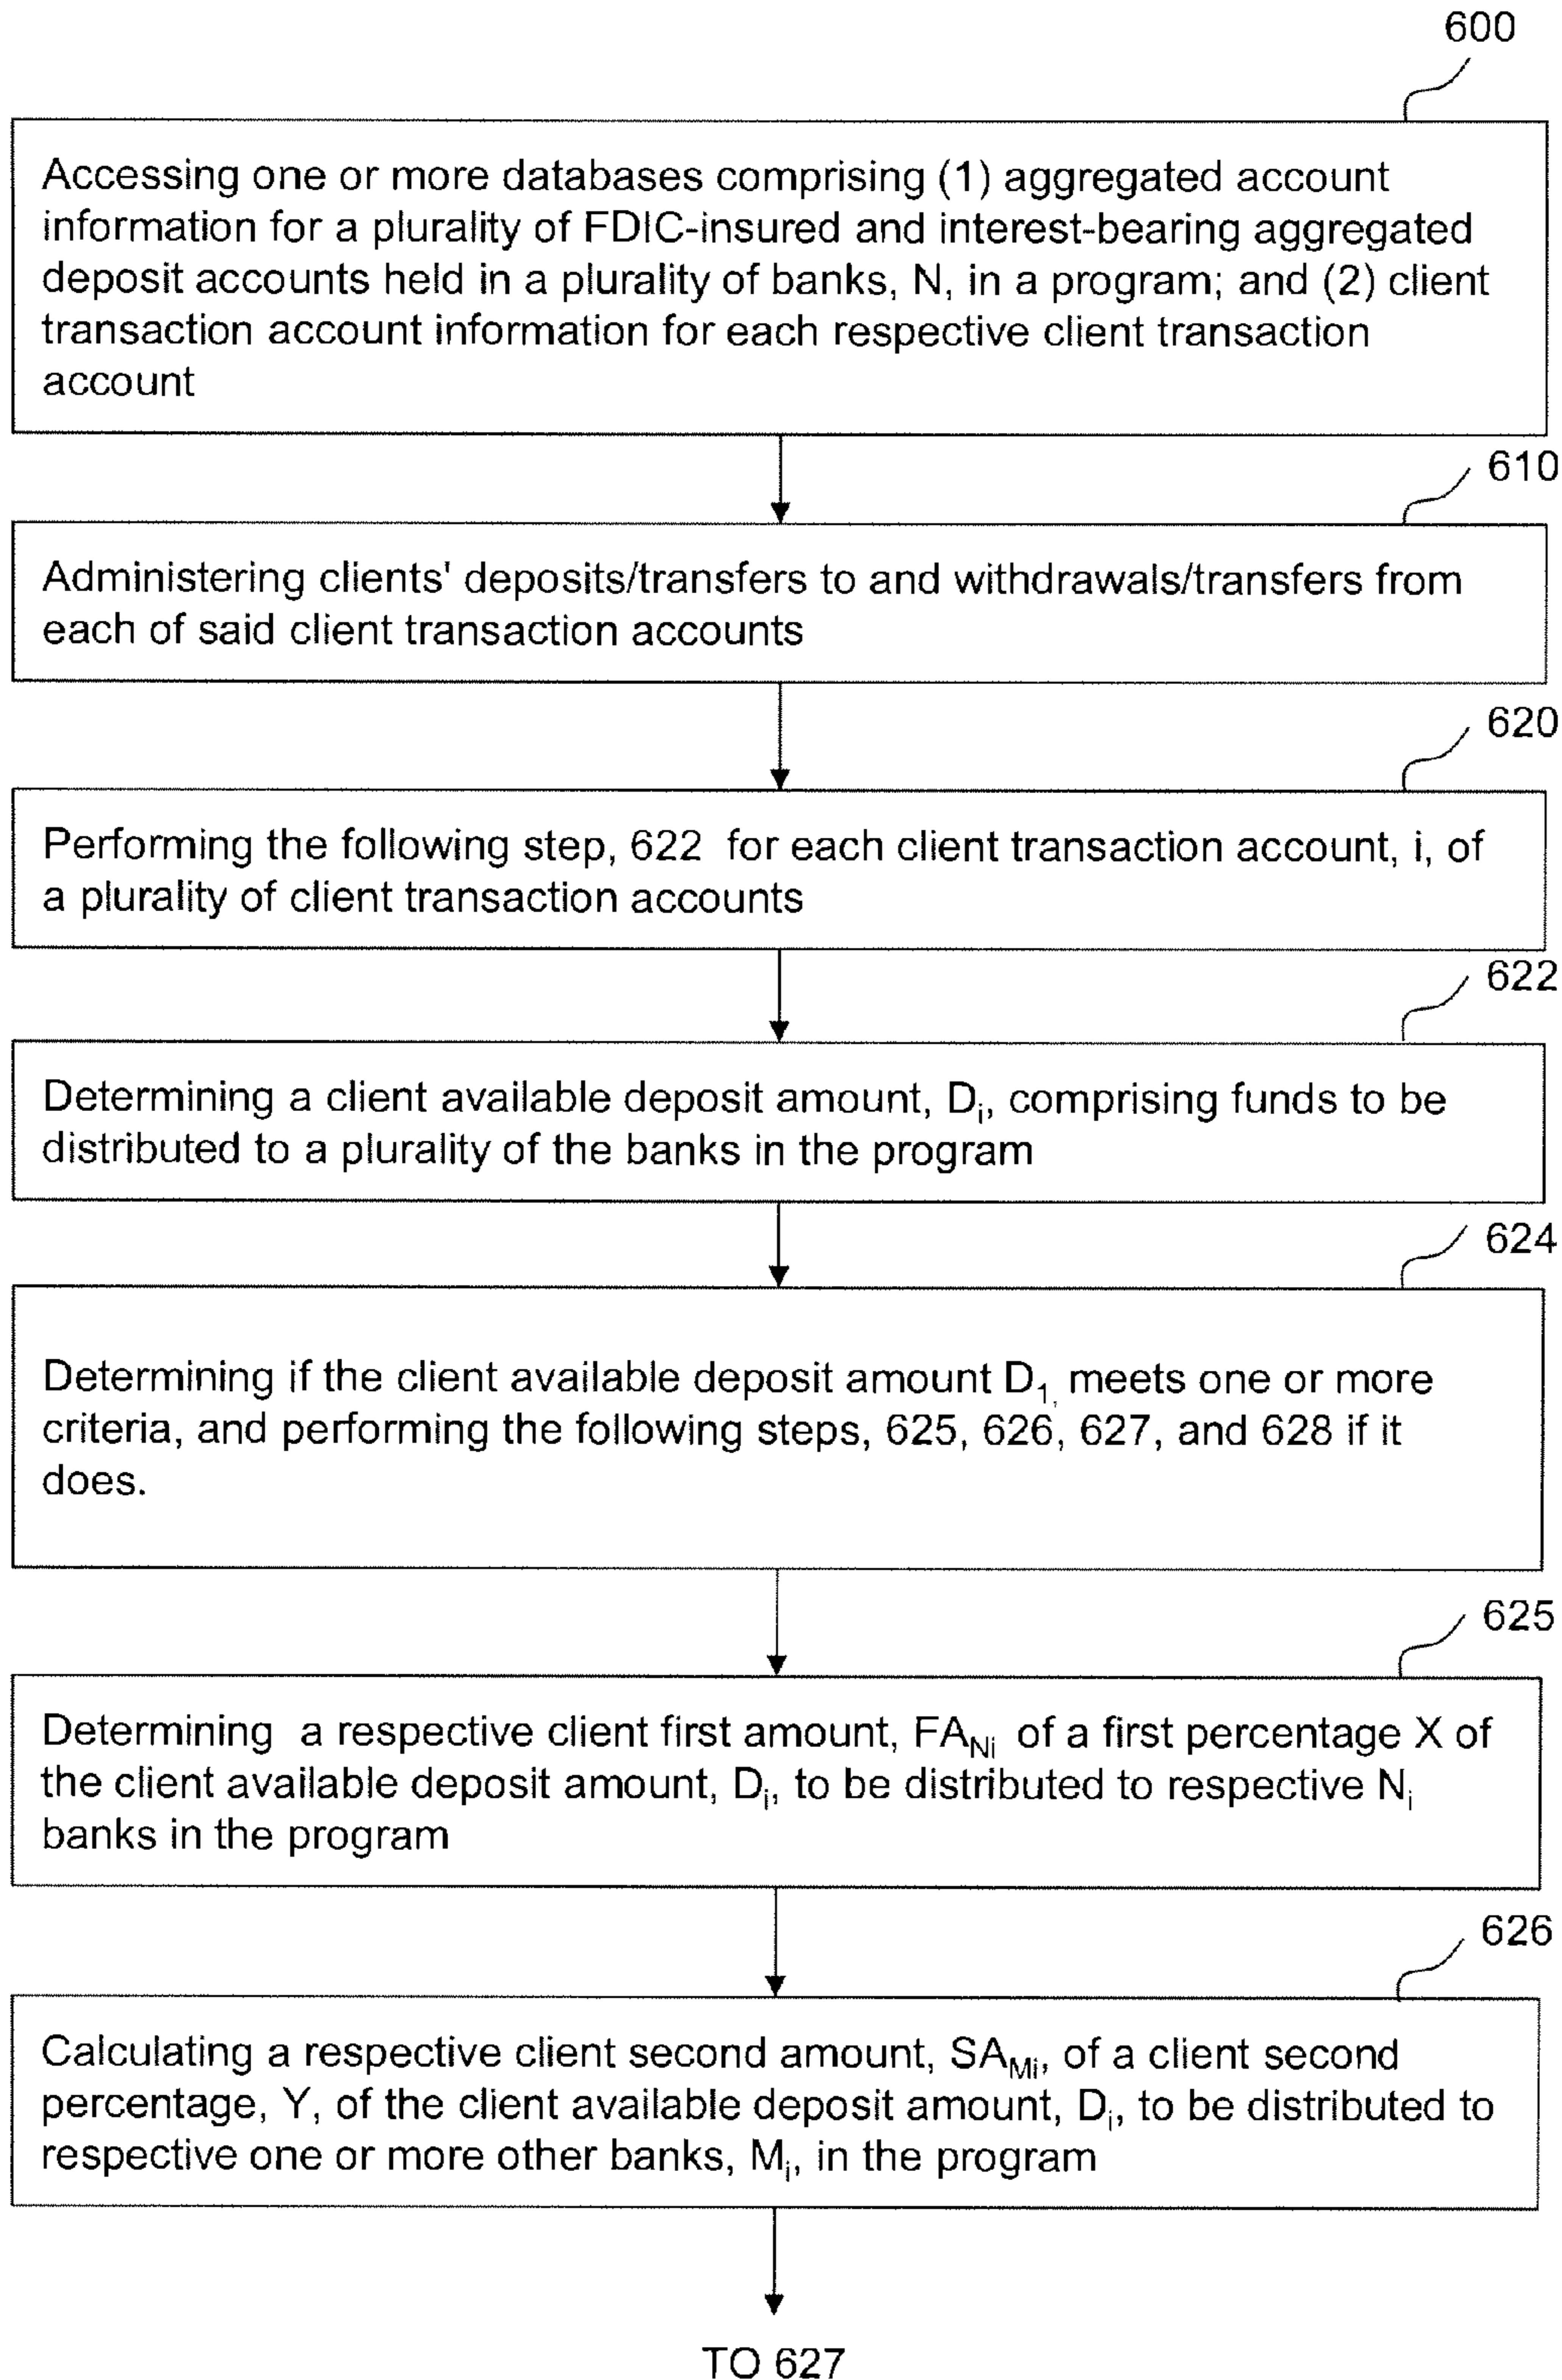 600
Accessing one or more databases comprising (1) aggregated account
information for a plurality of FDIC-insured and interest-bearing aggregated
deposit accounts held in a plurality of banks, N, in a program; and (2) client
transaction account information for each respective client transaction
account
610
Administering clients' deposits/transfers to and withdrawals/transfers from
each of said client transaction accounts
620
Performing the following step, 622 for each client transaction account, i, of
a plurality of client transaction accounts
622
Determining a client available deposit amount, Di, comprising funds to be
distributed to a plurality of the banks in the program
624
Determining if the client available deposit amount D1, meets one or more
criteria, and performing the following steps, 625, 626, 627, and 628 if it
does.
625
Determining a respective client first amount, FANi of a first percentage X of
the client available deposit amount, Di, to be distributed to respective Ni
banks in the program
626
Calculating a respective client second amount, SAMi, of a client second
percentage, Y, of the client available deposit amount, Di, to be distributed to
respective one or more other banks, Mi, in the program
TO 627